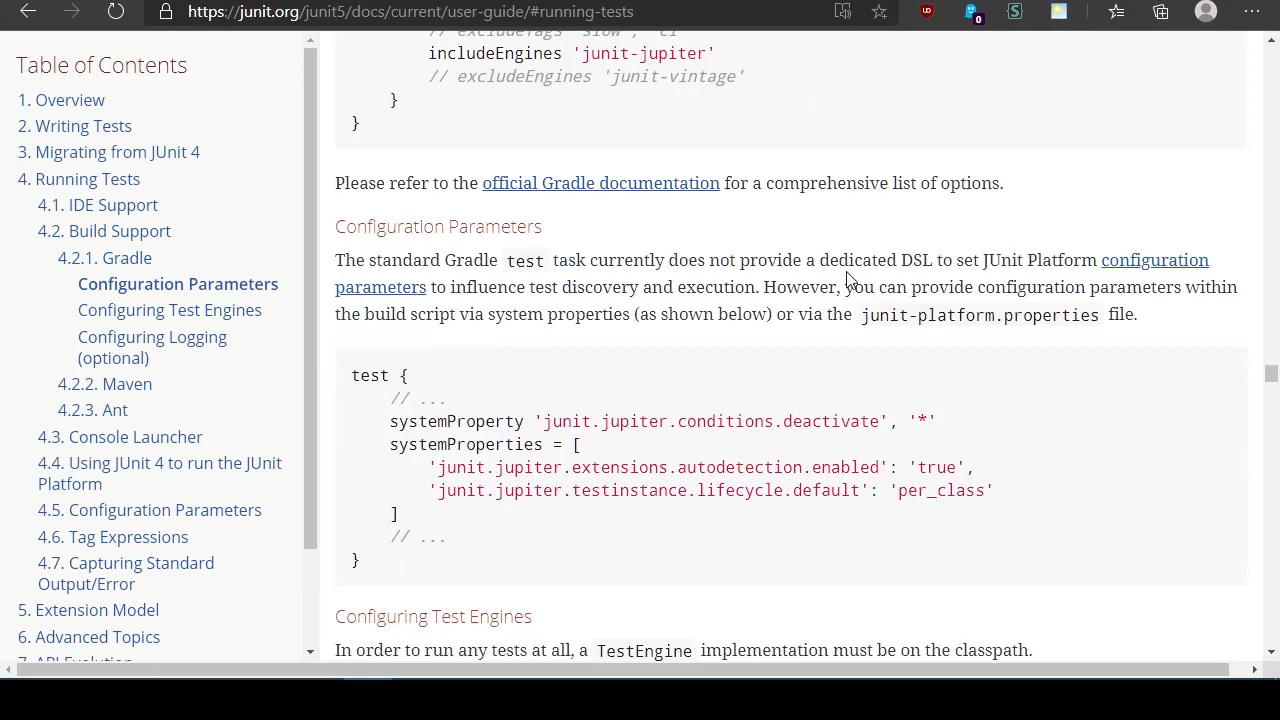 https://junit.org/junit5/docs/current/user-guide/#running-tests
0
Table of Contents
1. Overview
2. Writing Tests
3. Migrating from JUnit 4
4. Running Tests
4.1. IDE Support
4.2. Build Support
4.2.1. Gradle
Configuration Parameters
Configuring Test Engines
Configuring Logging
(optional)
4.2.2. Maven
4.2.3. Ant
4.3. Console Launcher
4.4. Using JUnit 4 to run the JUnit
Platform
4.5. Configuration Parameters
4.6. Tag Expressions
4.7. Capturing Standard
Output/Error
5. Extension Model
6. Advanced Topics
7. API Evolution
// excludeTags 'slow', 'ci'
includeEngines 'junit-jupiter'
// excludeEngines 'junit-vintage'
}
}
Please refer to the official Gradle documentation for a comprehensive list of options.
Configuration Parameters
The standard Gradle test task currently does not provide a dedicated DSL to set JUnit Platform configuration
parameters to influence test discovery and execution. However, you can provide configuration parameters within
the build script via system properties (as shown below) or via the junit-platform.properties file.
test {
// ...
systemProperty 'junit.jupiter.conditions.deactivate', '*'
systemProperties = [
'junit.jupiter.extensions.autodetection.enabled': 'true',
'junit.jupiter.testinstance.lifecycle.default': 'per_class'
]
// ...
}
Configuring Test Engines
In order to run any tests at all, a TestEngine implementation must be on the classpath.